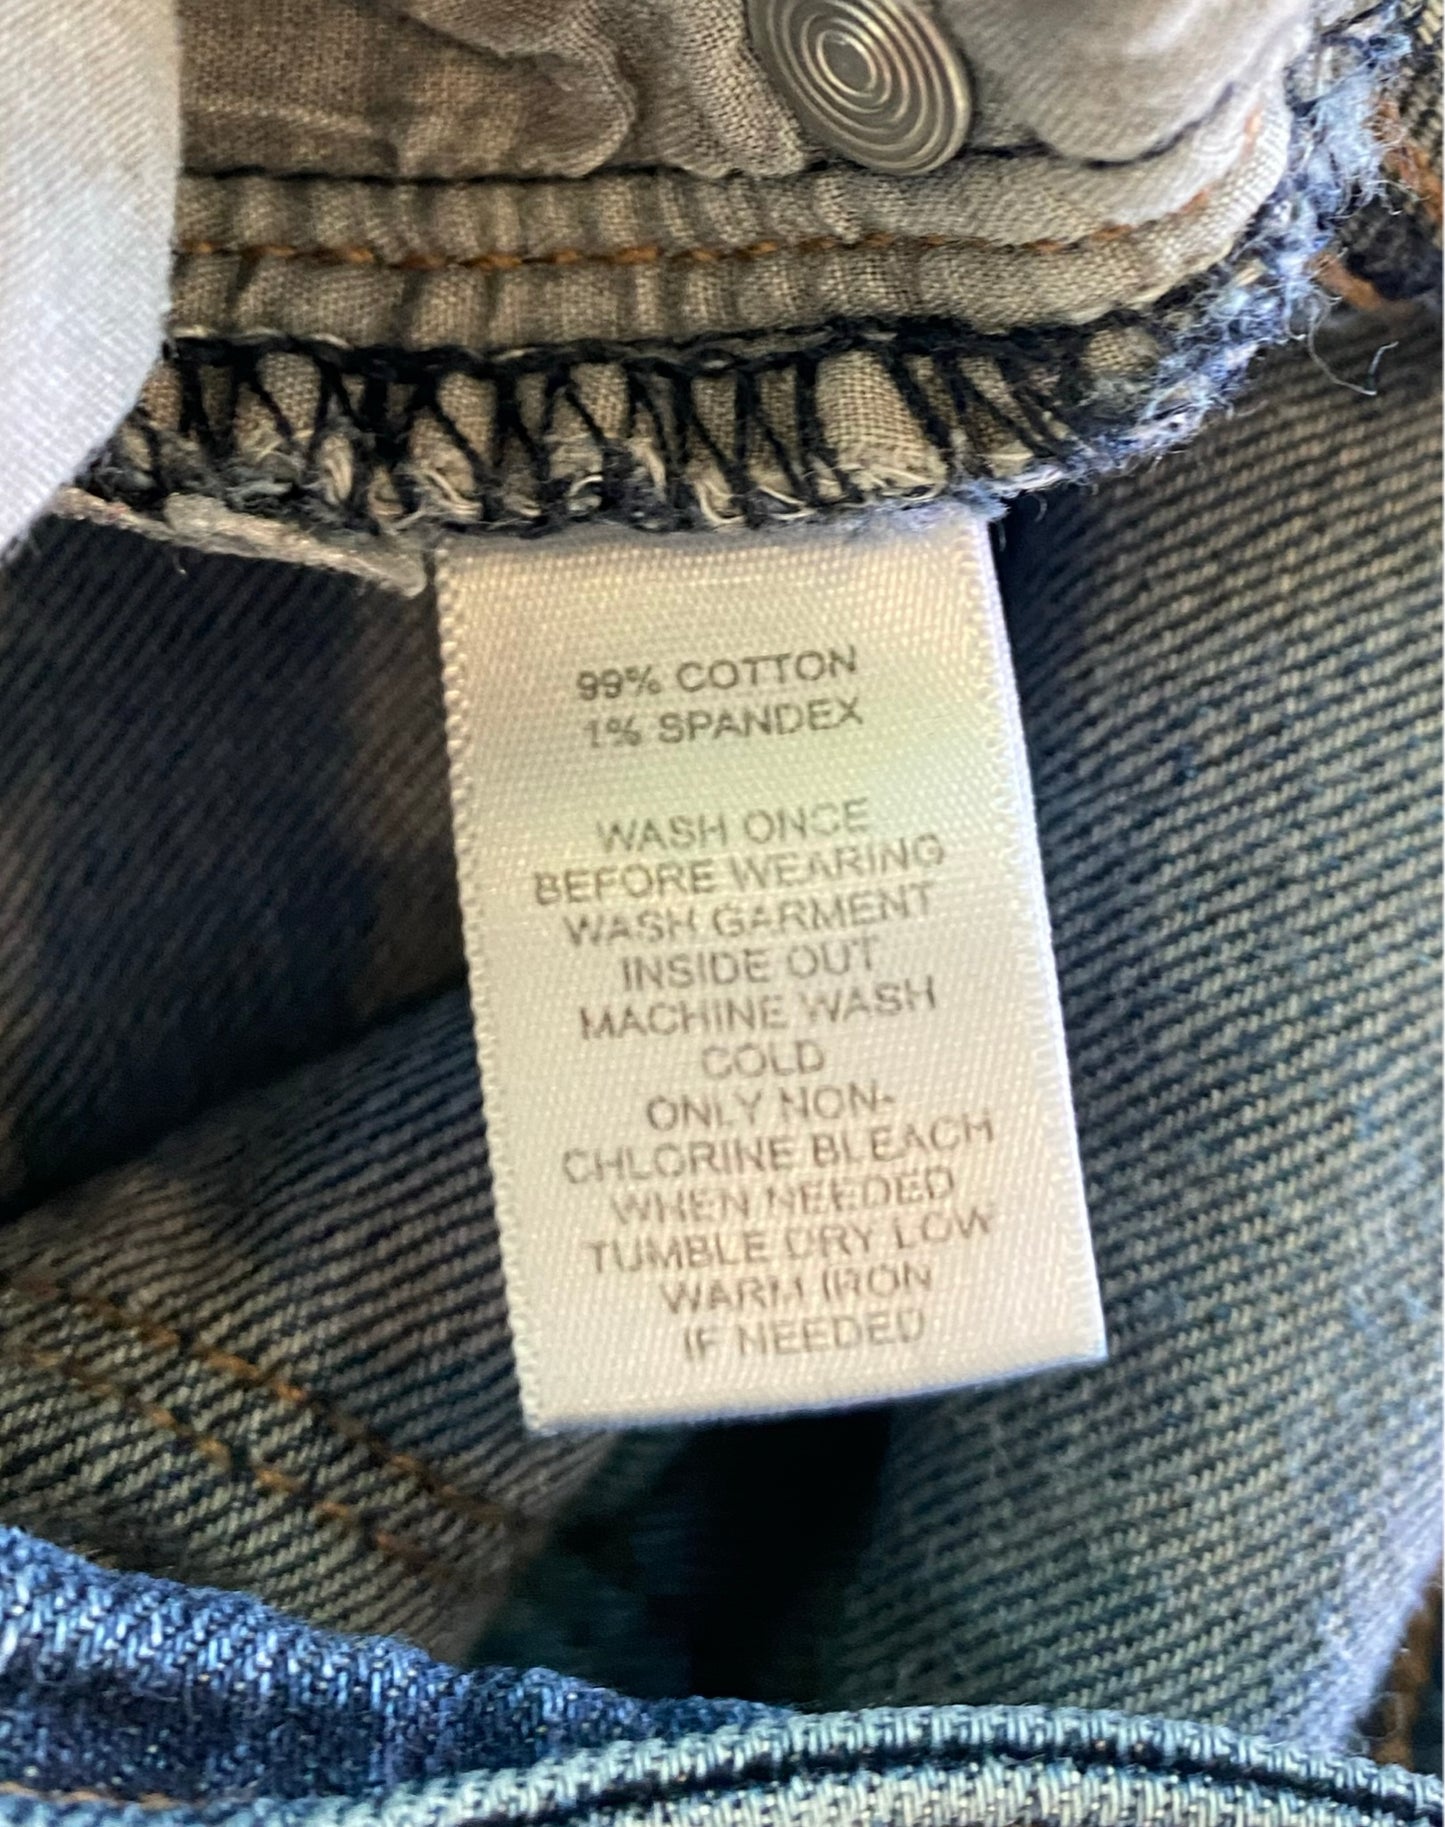 99% COTTON
1% SPANDEX
WASH ONCE
BEFORE WEARING
WASH GARMENT
INSIDE OUT
MACHINE WASH
COLD
ONLY NON-
CHLORINE BLEACH
WHEN NEEDED
TUMBLE DRY LOW
WARM IRON
IF NEEDED